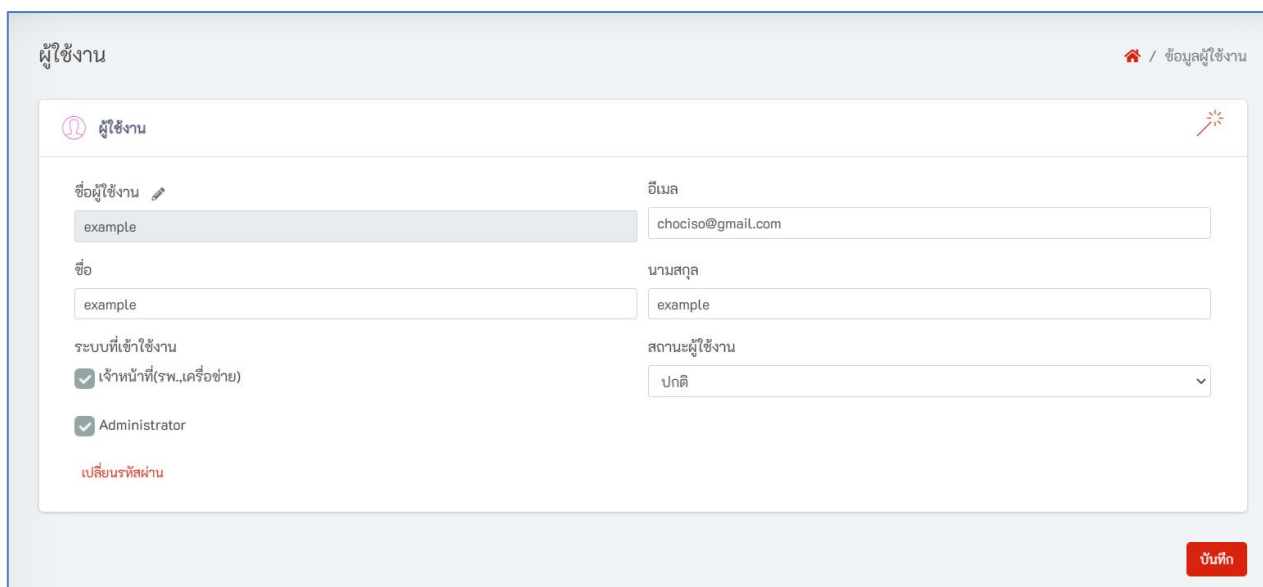 ผู้ใช้งาน
/ ข้อมูลผู้ใช้งาน
ผู้ใช้งาน
ชื่อผู้ใช้งาน
อีเมล
example
chociso@gmail.com
ชื่อ
นามสกุล
example
example
ระบบที่เข้าใช้งาน
สถานะผู้ใช้งาน
เจ้าหน้าที่(รพ.,เครื่อข่าย)
ปกติ
Administrator
เปลี่ยนรหัสผ่าน
บันทึก